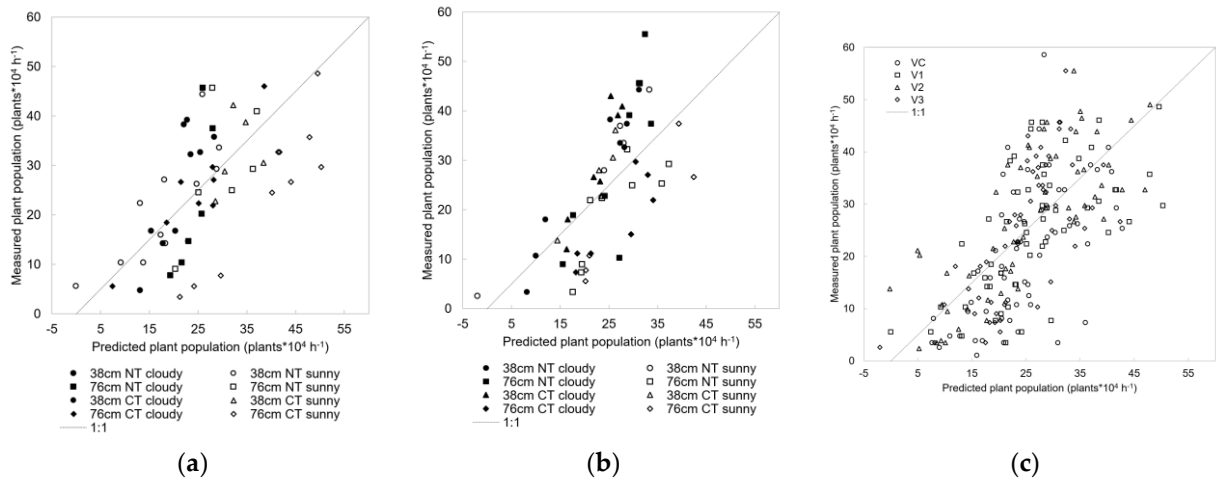 60
50
40
30
20
10
0
Measured plant population (plants*10⁴ h⁻¹)
-5 5 15 25 35 45 55
Predicted plant population (plants*10⁴ h⁻¹)
38cm NT cloudy 38cm NT sunny
76cm NT cloudy 76cm NT sunny
38cm CT cloudy 38cm CT sunny
76cm CT cloudy 76cm CT sunny
1:1
(a)
60
50
40
30
20
10
0
Measured plant population (plants*10⁴ h⁻¹)
-5 5 15 25 35 45 55
Predicted plant population (plants*10⁴ h⁻¹)
38cm NT cloudy 38cm NT sunny
76cm NT cloudy 76cm NT sunny
38cm CT cloudy 38cm CT sunny
76cm CT cloudy 76cm CT sunny
1:1
(b)
60
50
40
30
20
10
0
VC
V1
V2
V3
1:1
Measured plant population (plants*10⁴ h⁻¹)
-5 5 15 25 35 45 55
Predicted plant population (plants*10⁴ h⁻¹)
(c)